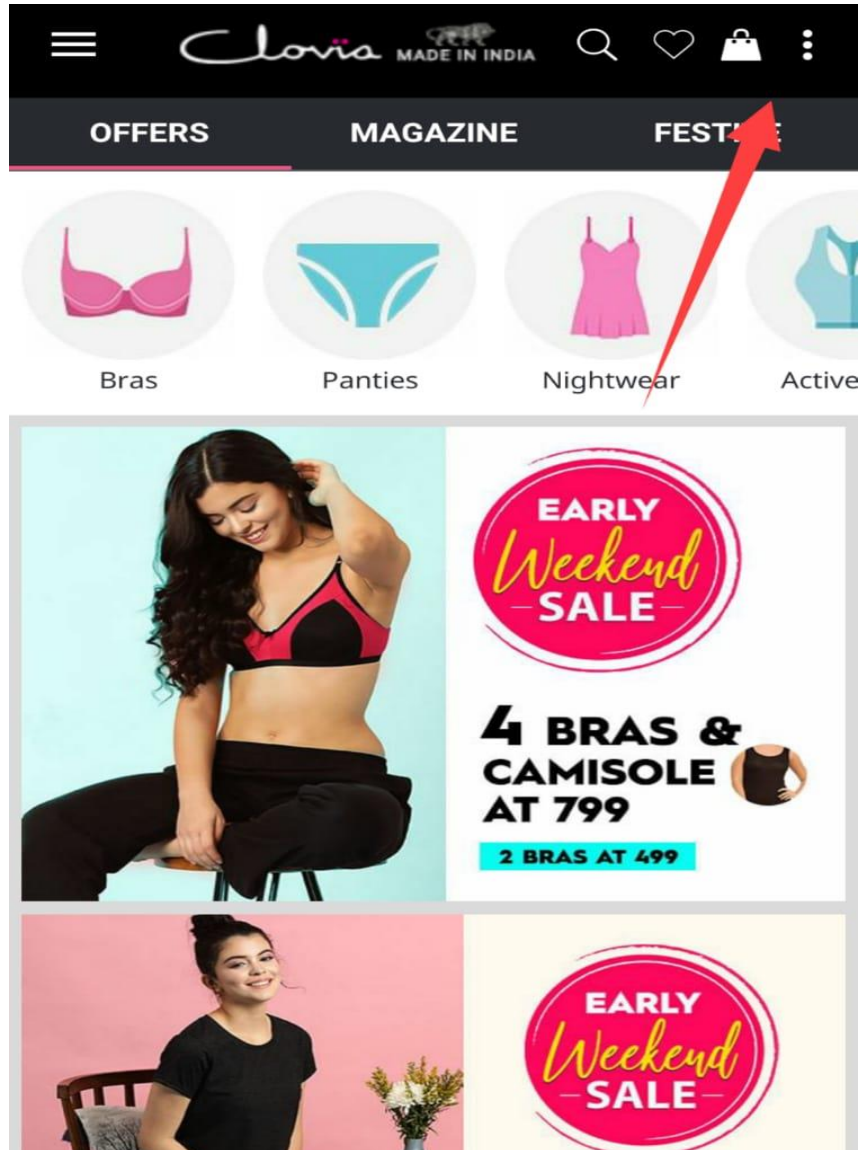 Clovia MADE IN INDIA
OFFERS MAGAZINE
Bras Panties Nightwear Active
EARLY
Weekend
SALE
4 BRAS &
CAMISOLE
AT 799
2 BRAS AT 499
EARLY
Weekend
SALE